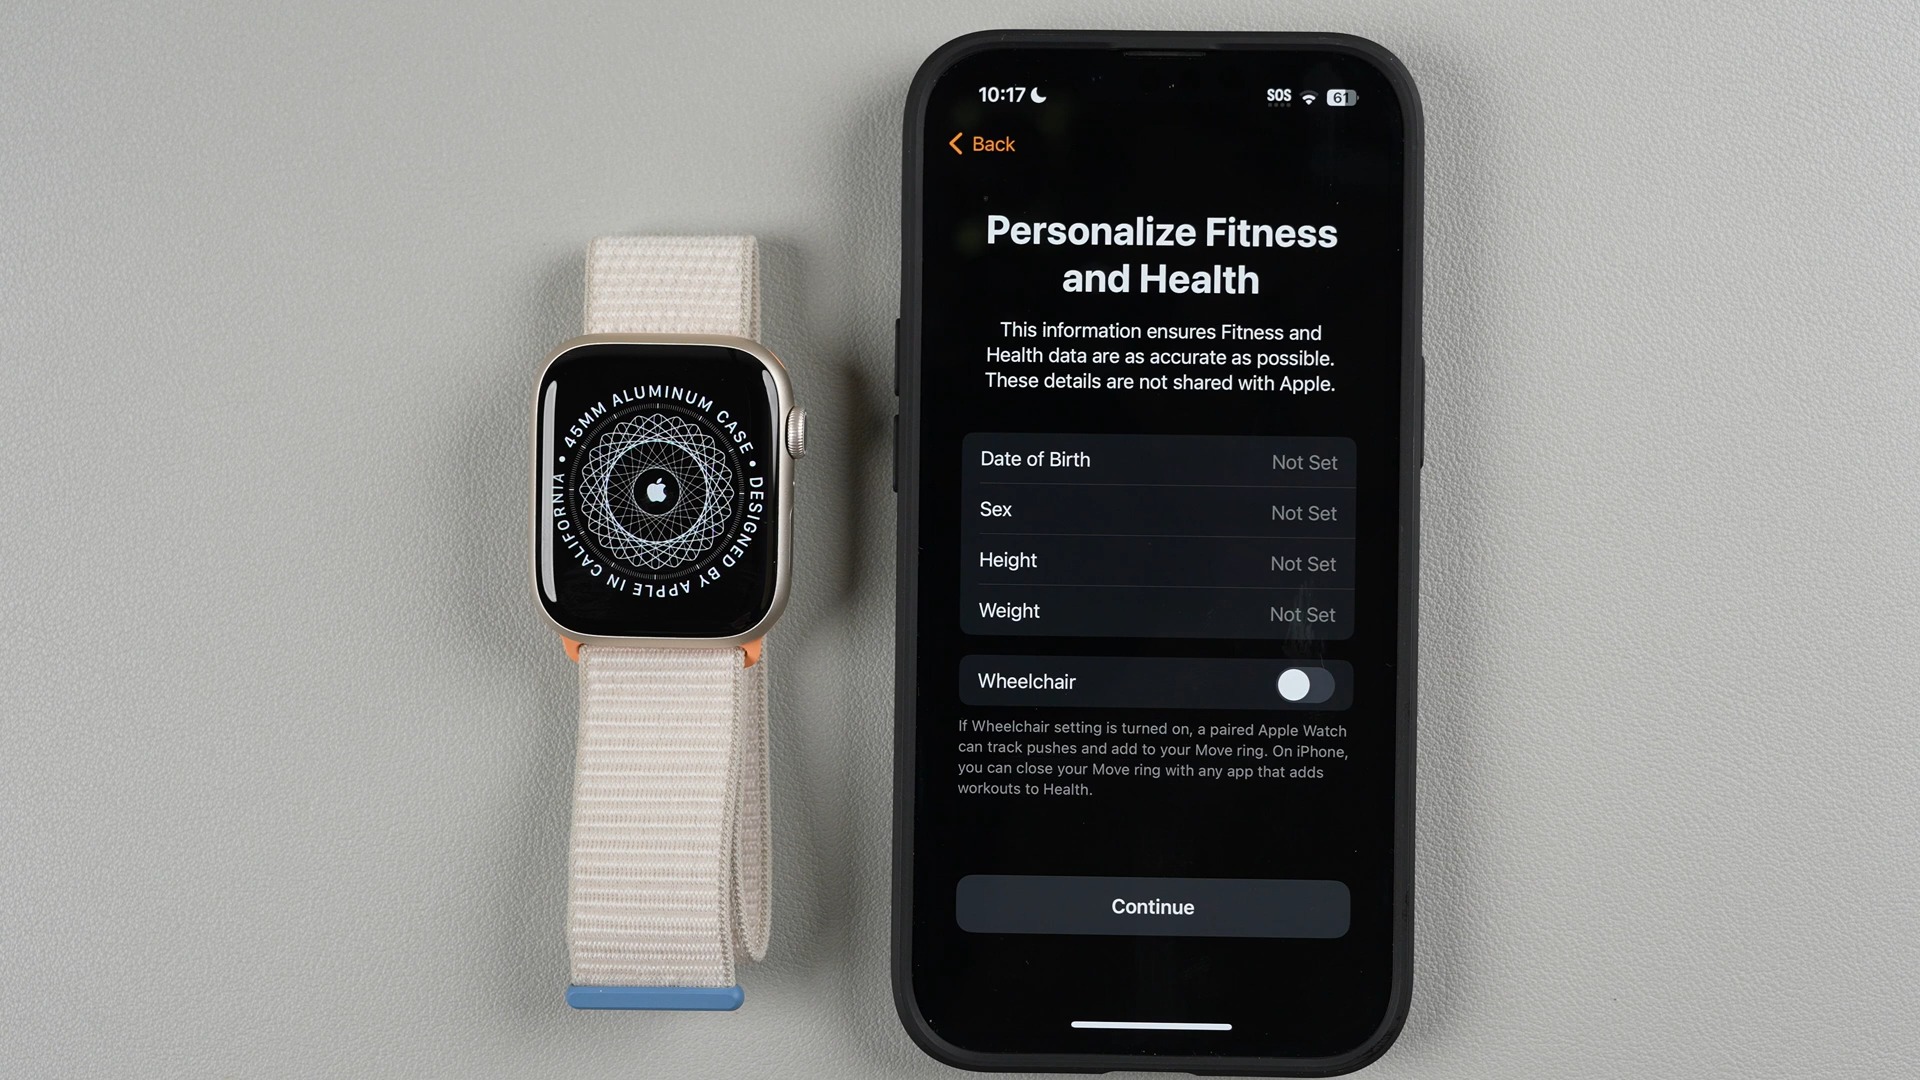 45MM ALUMINUM CASE • DESIGNED BY APPLE IN CALIFORNIA •
10:17
SOS
61
Back
Personalize Fitness
and Health
This information ensures Fitness and
Health data are as accurate as possible.
These details are not shared with Apple.
Date of Birth Not Set
Sex Not Set
Height Not Set
Weight Not Set
Wheelchair
If Wheelchair setting is turned on, a paired Apple Watch
can track pushes and add to your Move ring. On iPhone,
you can close your Move ring with any app that adds
workouts to Health.
Continue